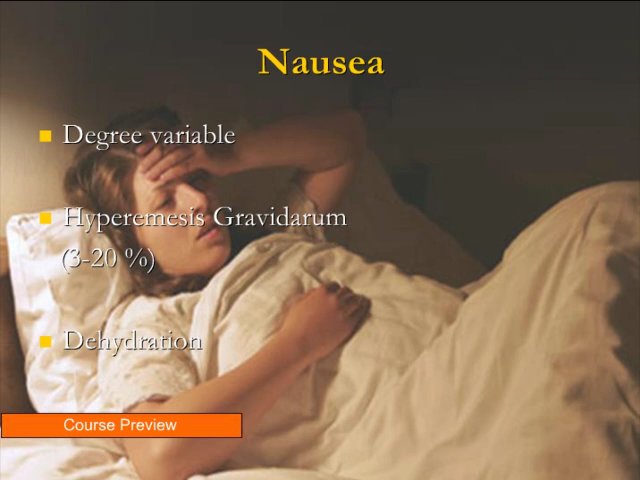 Nausea
Degree variable
Hyperemesis Gravidarum
(3-20 %)
Dehydration
Course Preview